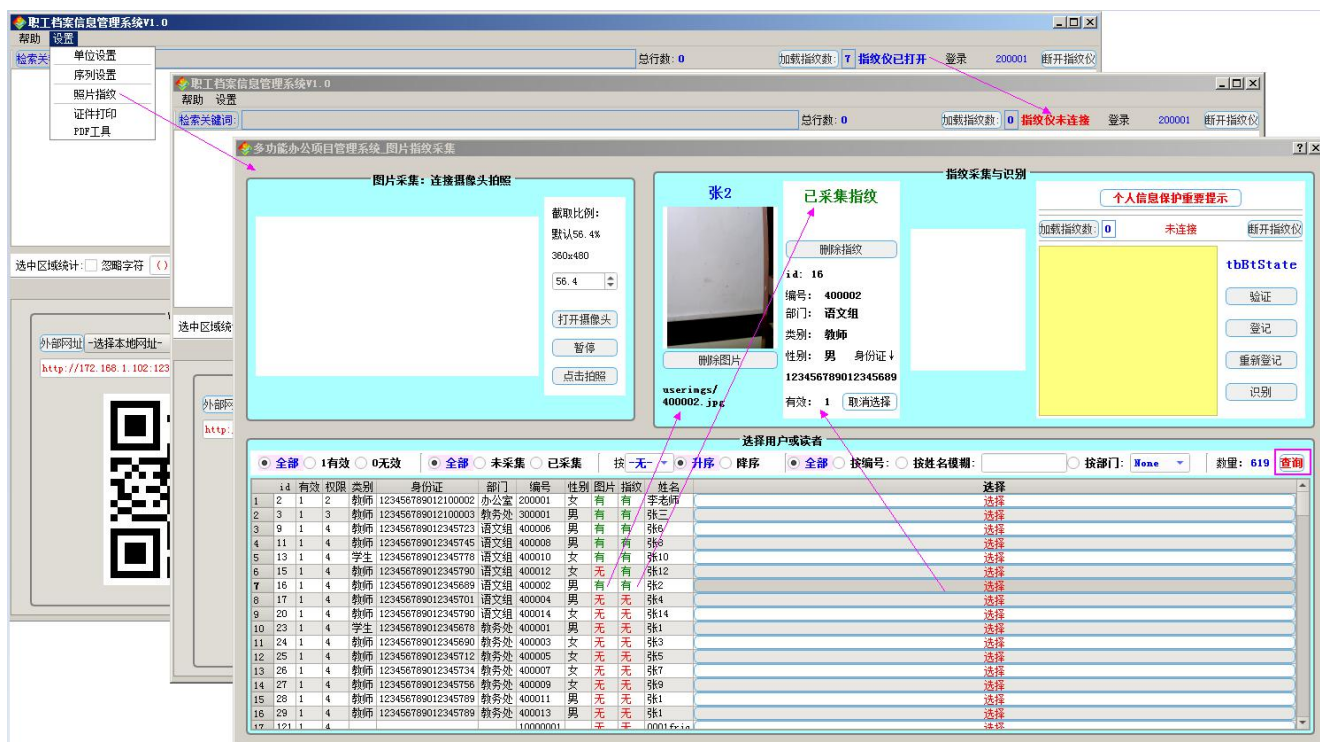 职工档案信息管理系统V1.0
帮助 设置
检索关 总行数: 0 加载指纹数: 7 指纹仪已打开 登录 200001 断开指纹仪
单位设置
序列设置
照片指纹
证件打印
PDF工具
选中区域统计: 忽略字符 ()
外部网址 -选择本地网址-
http://172.168.1.102:123
职工档案信息管理系统V1.0
帮助 设置
检索关键词: 总行数: 0 加载指纹数: 0 指纹仪未连接 登录 200001 断开指纹仪
选中区域统
外部网
http:
多功能办公项目管理系统_图片指纹采集
图片采集: 连接摄像头拍照
截取比例:
默认56.4%
360x480
56.4
打开摄像头
暂停
点击拍照
指纹采集与识别
张2
删除图片
userimgs/
400002.jpg
已采集指纹
删除指纹
id: 16
编号: 400002
部门: 语文组
类别: 教师
性别: 男 身份证↓
123456789012345689
有效: 1 取消选择
个人信息保护重要提示
加载指纹数: 0 未连接 断开指纹仪
tbBtState
验证
登记
重新登记
识别
选择用户或读者
全部 1有效 0无效 全部 未采集 已采集 按 -无- 升序 降序 全部 按编号: 按姓名模糊: 按部门: None 数量: 619 查询
id 有效 权限 类别 身份证 部门 编号 性别 图片 指纹 姓名 选择
1 2 1 2 教师 123456789012100002 办公室 200001 女 有 有 李老师 选择
2 3 1 3 教师 123456789012100003 教务处 300001 男 有 有 张三 选择
3 9 1 4 教师 123456789012345723 语文组 400006 男 有 有 张6 选择
4 11 1 4 教师 123456789012345745 语文组 400008 男 有 有 张8 选择
5 13 1 4 学生 123456789012345778 语文组 400010 女 有 有 张10 选择
6 15 1 4 教师 123456789012345790 语文组 400012 女 无 有 张12 选择
7 16 1 4 教师 123456789012345689 语文组 400002 男 有 有 张2 选择
8 17 1 4 教师 123456789012345701 语文组 400004 男 无 无 张4 选择
9 20 1 4 教师 123456789012345790 语文组 400014 女 无 无 张14 选择
10 23 1 4 学生 123456789012345678 教务处 400001 男 无 无 张1 选择
11 24 1 4 教师 123456789012345690 教务处 400003 女 无 无 张3 选择
12 25 1 4 教师 123456789012345712 教务处 400005 女 无 无 张5 选择
13 26 1 4 教师 123456789012345734 教务处 400007 女 无 无 张7 选择
14 27 1 4 教师 123456789012345756 教务处 400009 女 无 无 张9 选择
15 28 1 4 教师 123456789012345789 教务处 400011 男 无 无 张1 选择
16 29 1 4 教师 123456789012345789 教务处 400013 男 无 无 张1 选择
17 121 1 4 10000001 无 无 选择